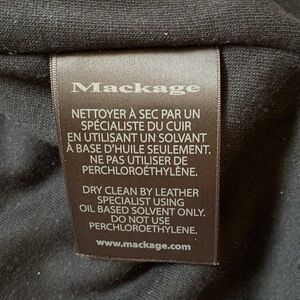 Mackage
NETTOYER À SEC PAR UN
SPÉCIALISTE DU CUIR
EN UTILISANT UN SOLVANT
À BASE D'HUILE SEULEMENT.
NE PAS UTILISER DE
PERCHLOROÉTHYLÈNE.
DRY CLEAN BY LEATHER
SPECIALIST USING
OIL BASED SOLVENT ONLY.
DO NOT USE
PERCHLOROETHYLENE.
www.mackage.com